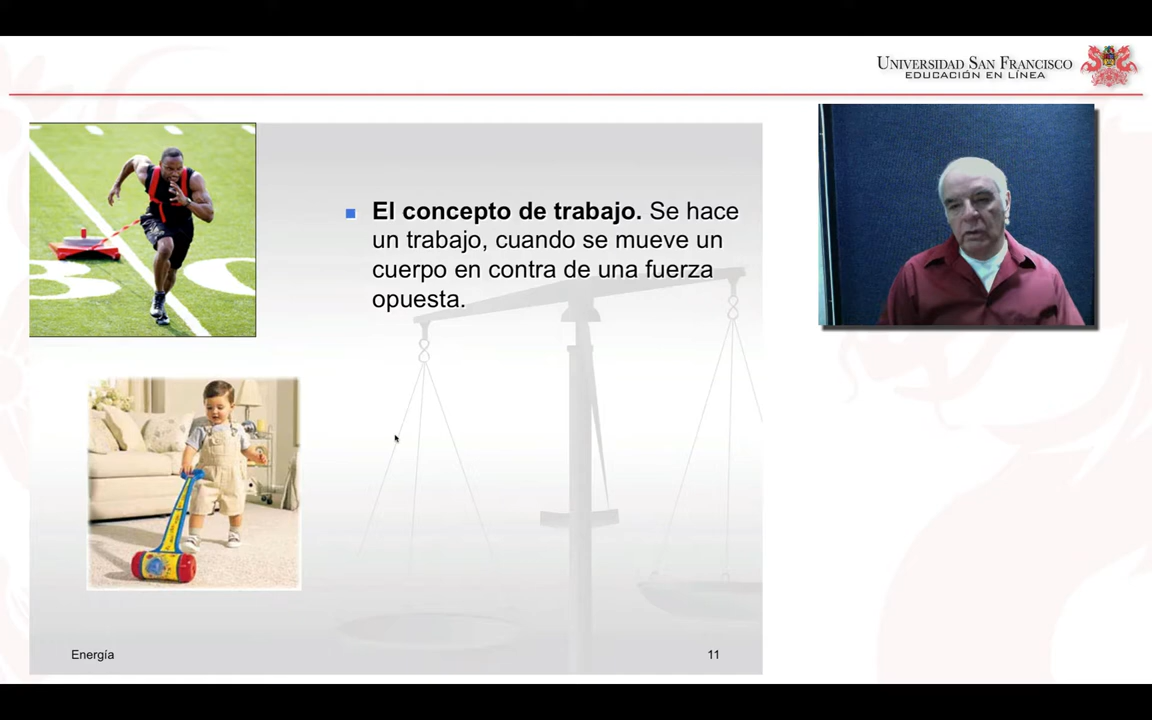 UNIVERSIDAD SAN FRANCISCO
EDUCACIÓN EN LÍNEA
El concepto de trabajo. Se hace
un trabajo, cuando se mueve un
cuerpo en contra de una fuerza
opuesta.
Energía
11